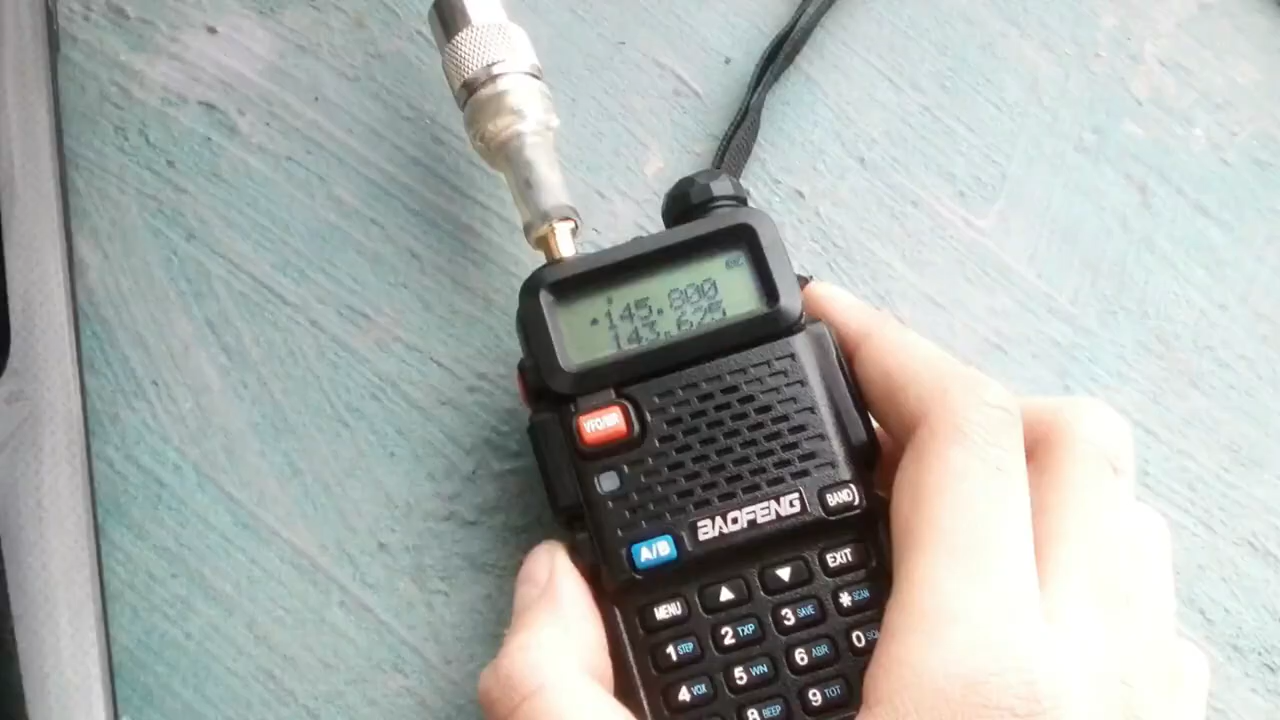 145.800
143.625
VFO/MR
BAOFENG
BAND
A/B
MENU ▲ ▼ EXIT
1 STEP 2 TXP 3 SAVE * SCAN
4 VOX 5 WN 6 ABR 0 SQL
8 BEEP 9 TOT